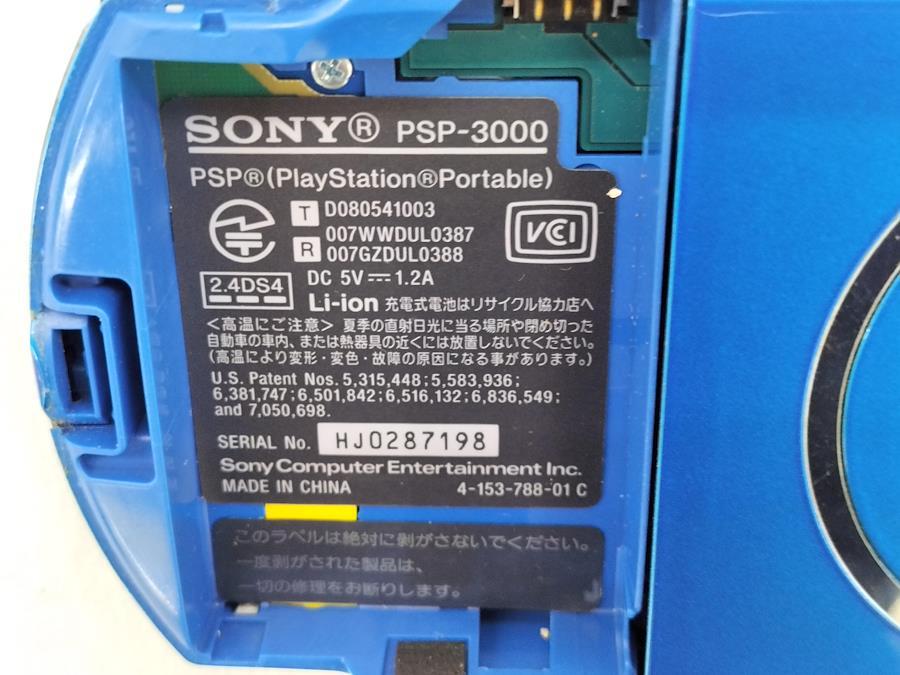 SONY® PSP-3000
PSP®(PlayStation®Portable)
T D080541003
R 007WWDUL0387
007GZDUL0388
VCCI
2.4DS4
DC 5V 1.2A
Li-ion 充電式電池はリサイクル協力店へ
<高温にご注意> 夏季の直射日光に当る場所や閉め切った
自動車の車内、または熱器具の近くには放置しないでください。
(高温により変形・変色・故障の原因になる事があります。)
U.S. Patent Nos. 5,315,448;5,583,936;
6,381,747;6,501,842;6,516,132;6,836,549;
and 7,050,698.
SERIAL No. HJ0287198
Sony Computer Entertainment Inc.
MADE IN CHINA 4-153-788-01 C
このラベルは絶対に剥がさないでください。
一度剥がされた製品は、
一切の修理をお断りします。
J